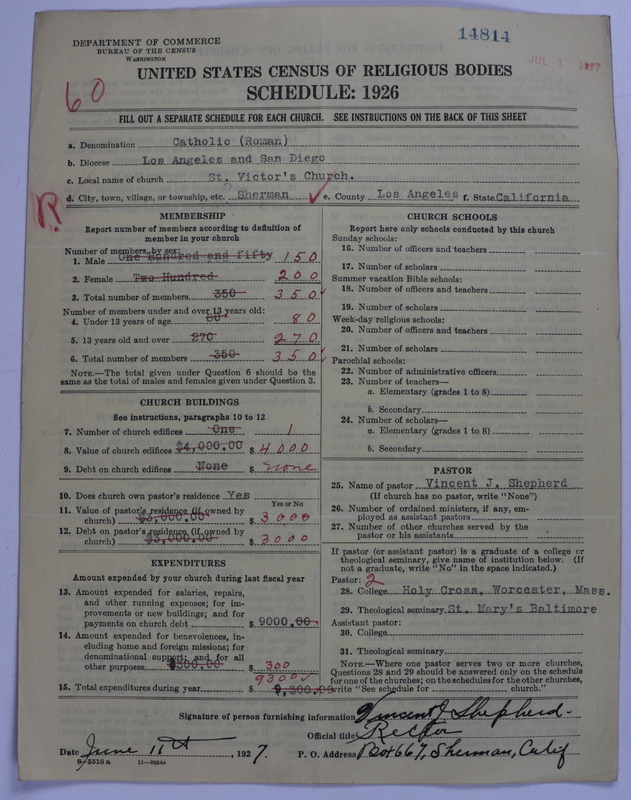 DEPARTMENT OF COMMERCE
BUREAU OF THE CENSUS
WASHINGTON
14814
JUL 1 1927
60
UNITED STATES CENSUS OF RELIGIOUS BODIES
SCHEDULE: 1926
FILL OUT A SEPARATE SCHEDULE FOR EACH CHURCH. SEE INSTRUCTIONS ON THE BACK OF THIS SHEET
a. Denomination Catholic (Roman)
b. Diocese Los Angeles and San Diego
c. Local name of church St. Victor's Church.
d. City, town, village, or township, etc. Sherman e. County Los Angeles f. State California
R.
MEMBERSHIP
Report number of members according to definition of
member in your church
Number of members, by sex:
1. Male One hundred and fifty 150
2. Female Two Hundred 200
3. Total number of members 350 350
Number of members under and over 13 years old:
4. Under 13 years of age 80 80
5. 13 years old and over 270 270
6. Total number of members 350 350
NOTE.—The total given under Question 6 should be the
same as the total of males and females given under Question 3.
CHURCH BUILDINGS
See instructions, paragraphs 10 to 12
7. Number of church edifices One 1
8. Value of church edifices $4,000.00 $ 4000
9. Debt on church edifices None $ none
10. Does church own pastor's residence Yes
Yes or No
11. Value of pastor's residence (if owned by
church) $3,000.00 $ 3000
12. Debt on pastor's residence (if owned by
church) $3,000.00 $ 3000
EXPENDITURES
Amount expended by your church during last fiscal year
13. Amount expended for salaries, repairs,
and other running expenses; for im-
provements or new buildings; and for
payments on church debt $ 9000.00
14. Amount expended for benevolences, in-
cluding home and foreign missions; for
denominational support; and for all
other purposes $300.00 $ 300
9300
15. Total expenditures during year $ 9,300.00
CHURCH SCHOOLS
Report here only schools conducted by this church
Sunday schools:
16. Number of officers and teachers
17. Number of scholars
Summer vacation Bible schools:
18. Number of officers and teachers
19. Number of scholars
Week-day religious schools:
20. Number of officers and teachers
21. Number of scholars
Parochial schools:
22. Number of administrative officers
23. Number of teachers—
a. Elementary (grades 1 to 8)
b. Secondary
24. Number of scholars—
a. Elementary (grades 1 to 8)
b. Secondary
PASTOR
25. Name of pastor Vincent J. Shepherd
(If church has no pastor, write "None")
26. Number of ordained ministers, if any, em-
ployed as assistant pastors
27. Number of other churches served by the
pastor or his assistants
If pastor (or assistant pastor) is a graduate of a college or
theological seminary, give name of institution below. (If
not a graduate, write "No" in the space indicated.)
Pastor: 2
28. College Holy Cross, Worcester, Mass.
29. Theological seminary St. Mary's Baltimore
Assistant pastor:
30. College
31. Theological seminary
NOTE.—Where one pastor serves two or more churches,
Questions 28 and 29 should be answered only on the schedule
for one of the churches; on the schedules for the other churches,
write "See schedule for church."
Signature of person furnishing information Vincent J. Shepherd
Official title Rector
Date June 11th, 1927. P. O. Address Box 667, Sherman, Calif
8-5518a 11-9054a